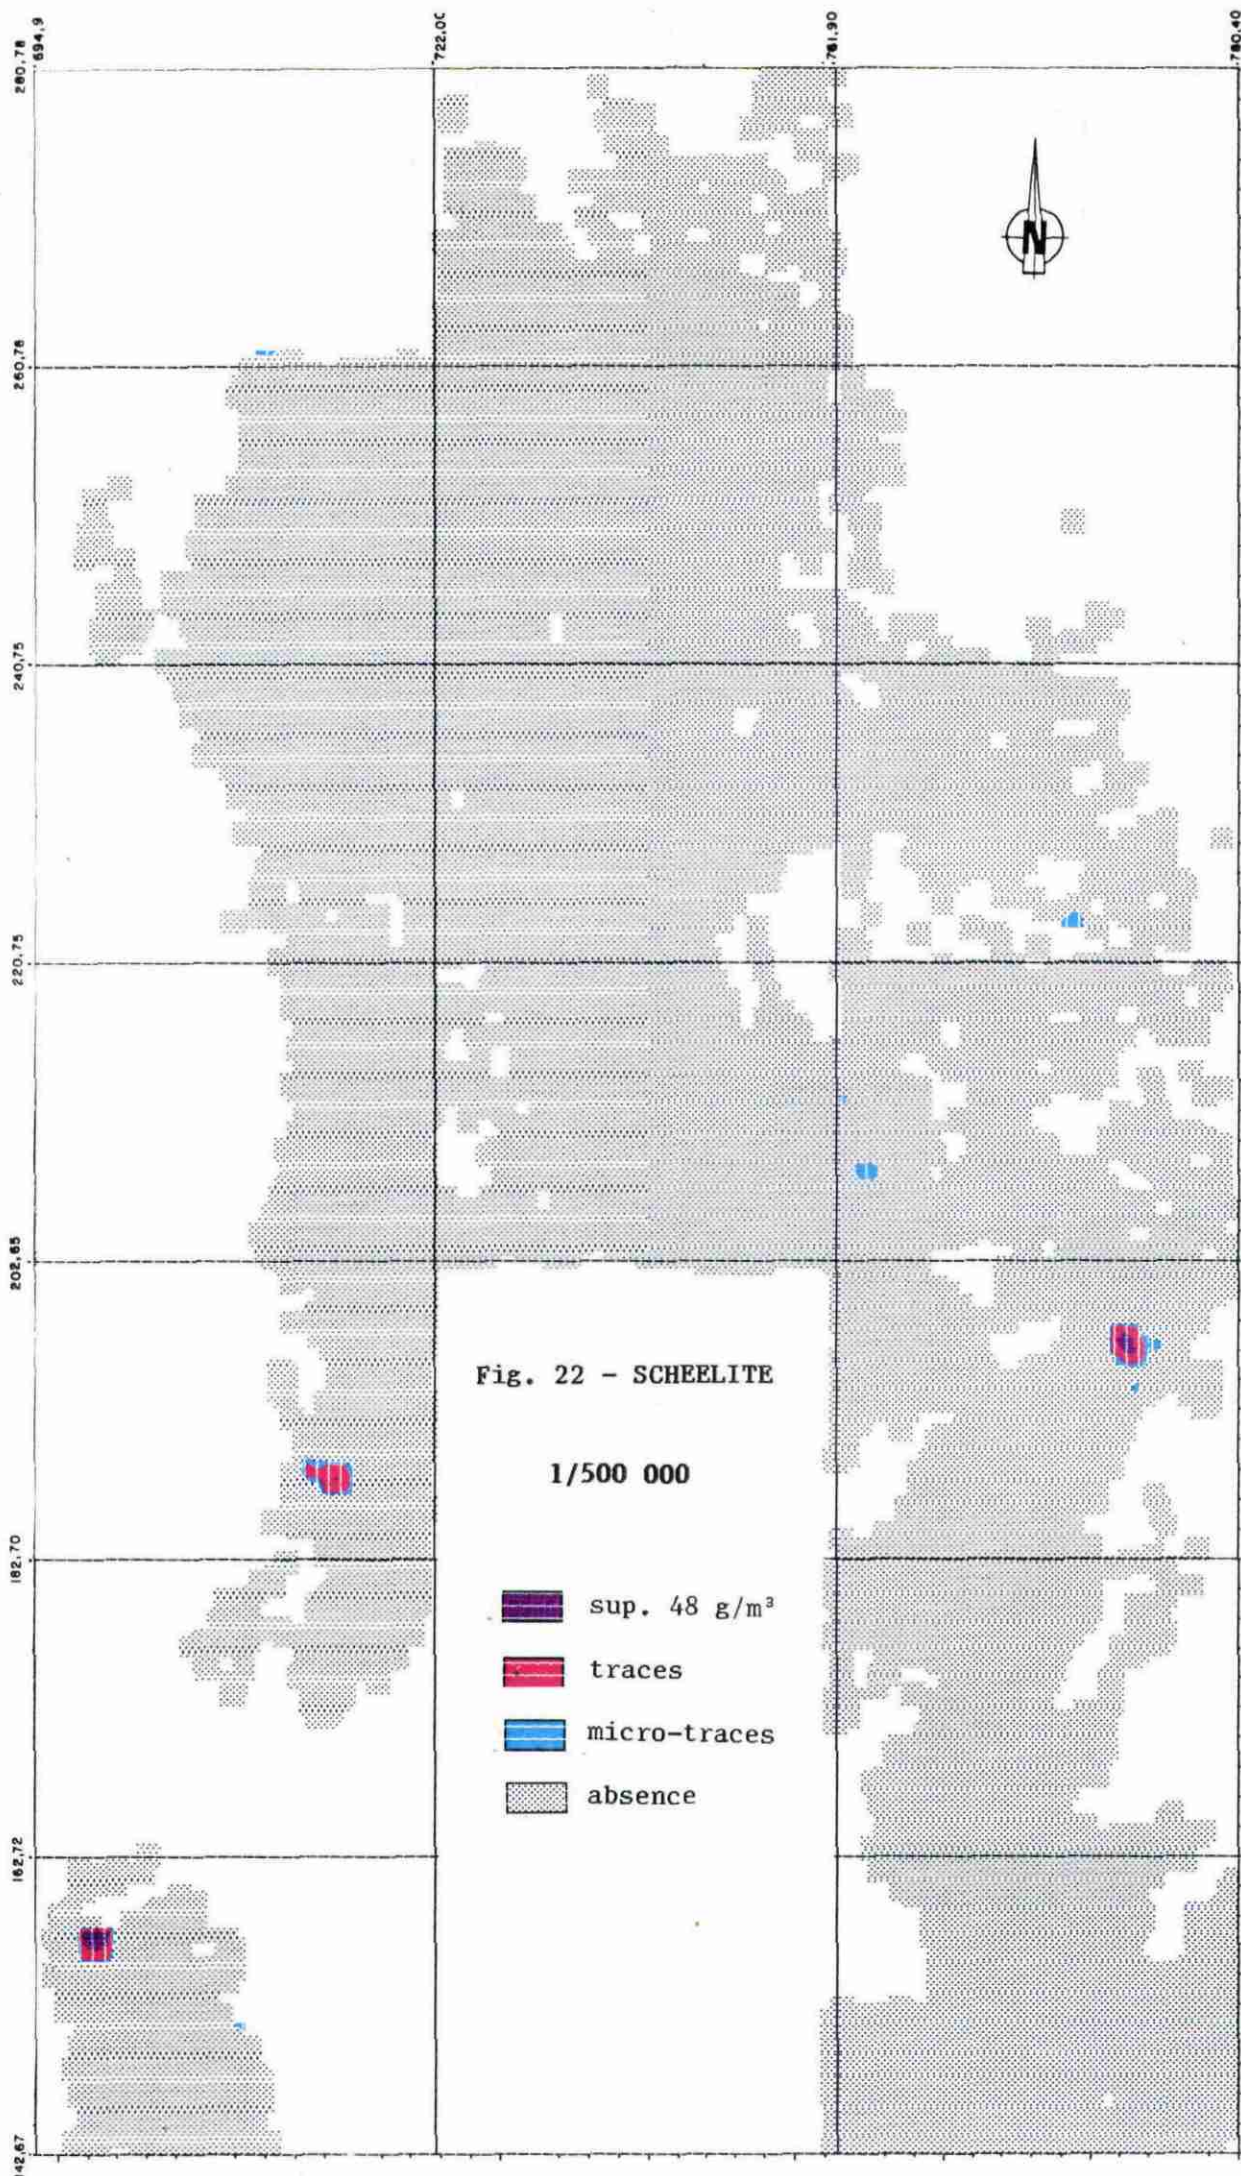 694,9
722,00
761,90
780,40
280,78
260,78
N
240,75
220,75
202,65
Fig. 22 - SCHEELITE
1/500 000
182,70
sup. 48 g/m³
traces
micro-traces
absence
162,72
142,67